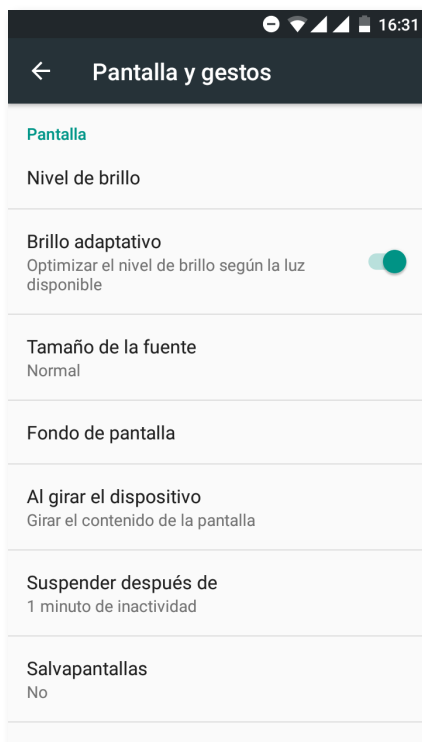 16:31
Pantalla y gestos
Pantalla
Nivel de brillo
Brillo adaptativo
Optimizar el nivel de brillo según la luz
disponible
Tamaño de la fuente
Normal
Fondo de pantalla
Al girar el dispositivo
Girar el contenido de la pantalla
Suspender después de
1 minuto de inactividad
Salvapantallas
No